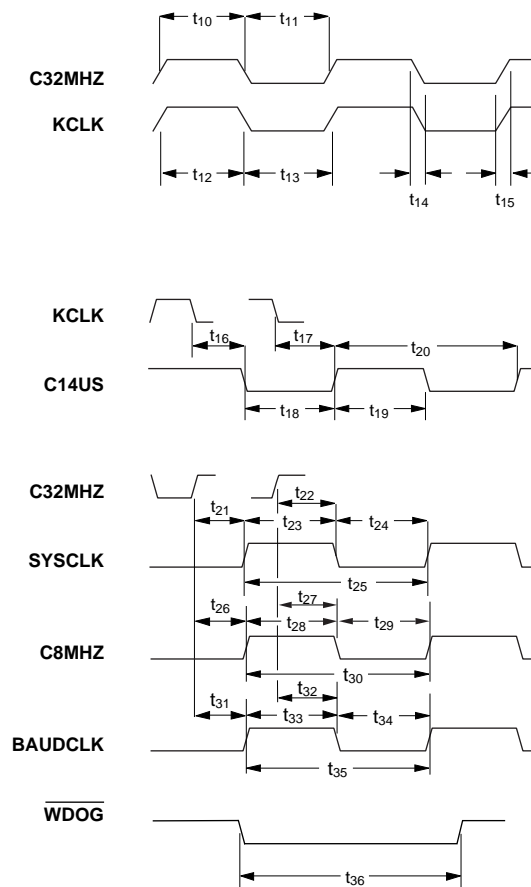 t10 t11
C32MHZ
KCLK
t12 t13
t14 t15
KCLK
t16 t17
t20
C14US
t18 t19
C32MHZ
t21 t22
t23 t24
SYSCLK
t25
t26 t27
t28 t29
C8MHZ
t30
t31 t32
t33 t34
BAUDCLK
t35
WDOG
t36